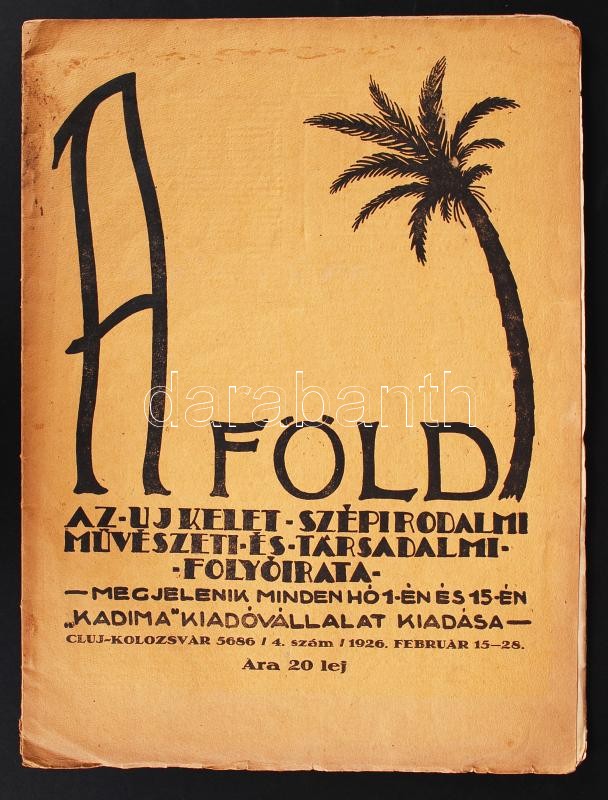 A FÖLD
AZ-UJ KELET-SZÉPIRODALMI
MŰVÉSZETI-ÉS-TÁRSADALMI-
-FOLYÓIRATA-
—MEGJELENIK MINDEN HÓ 1-ÉN ÉS 15-ÉN
„KADIMA" KIADÓVÁLLALAT KIADÁSA—
CLUJ-KOLOZSVÁR 5686 / 4. szám / 1926. FEBRUÁR 15—28.
Ára 20 lej
darabanth